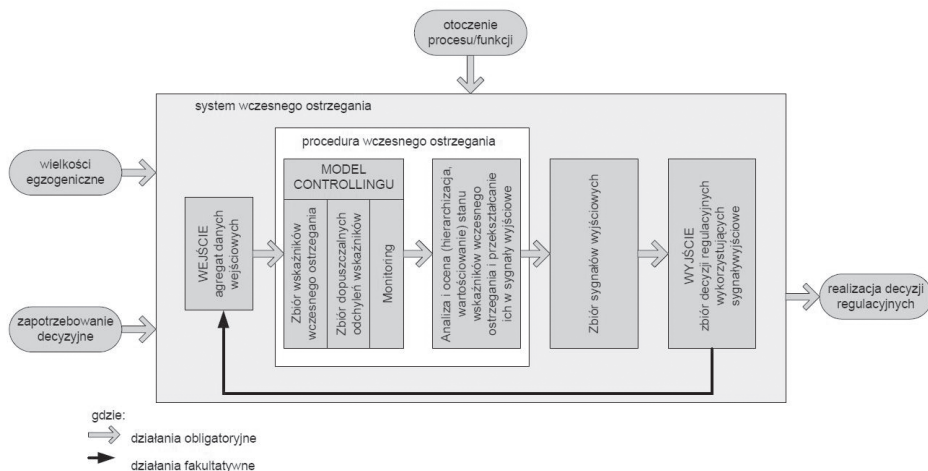 otoczenie
procesu/funkcji
system wczesnego ostrzegania
procedura wczesnego ostrzegania
wielkości
egzogeniczne
zapotrzebowanie
decyzyjne
WEJŚCIE
agregat danych
wejściowych
MODEL
CONTROLLINGU
Zbiór wskaźników
wczesnego ostrzegania
Zbiór dopuszczalnych
odchyleń wskaźników
Monitoring
Analiza i ocena (hierarchizacja,
wartościowanie) stanu
wskaźników wczesnego
ostrzegania i przekształcanie
ich w sygnały wyjściowe
Zbiór sygnałów wyjściowych
WYJŚCIE
zbiór decyzji regulacyjnych
wykorzystujących
sygnaływyjściowe
realizacja decyzji
regulacyjnych
gdzie:
działania obligatoryjne
działania fakultatywne